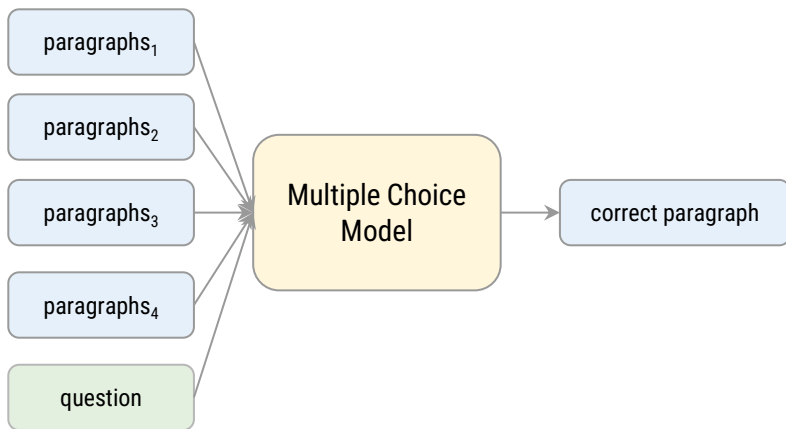 paragraphs₁
paragraphs₂
paragraphs₃
paragraphs₄
question
Multiple Choice
Model
correct paragraph